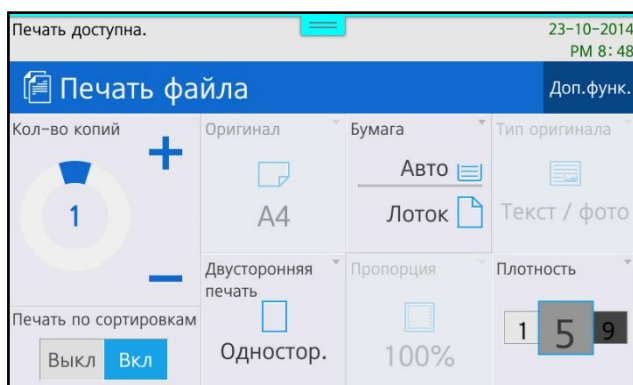 Печать доступна.
23-10-2014
PM 8:48
Печать файла
Доп.функ.
Кол-во копий
1
Оригинал
A4
Бумага
Авто
Лоток
Тип оригинала
Текст / фото
Двусторонняя
печать
Одностор.
Пропорция
100%
Плотность
1 5 9
Печать по сортировкам
Выкл Вкл